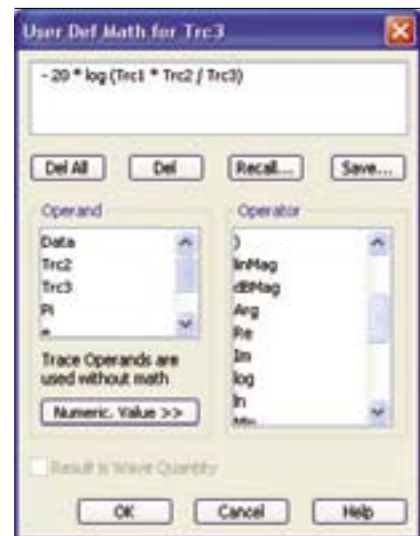 User Def Math for Trc3
- 20 * log (Trc1 * Trc2 / Trc3)
Del All
Del
Recall...
Save...
Operand
Data
Trc2
Trc3
Pi
e
Trace Operands are
used without math
Numeric. Value >>
Operator
)
linMag
dBMag
Arg
Re
Im
log
ln
Result is Wave Quantity
OK
Cancel
Help